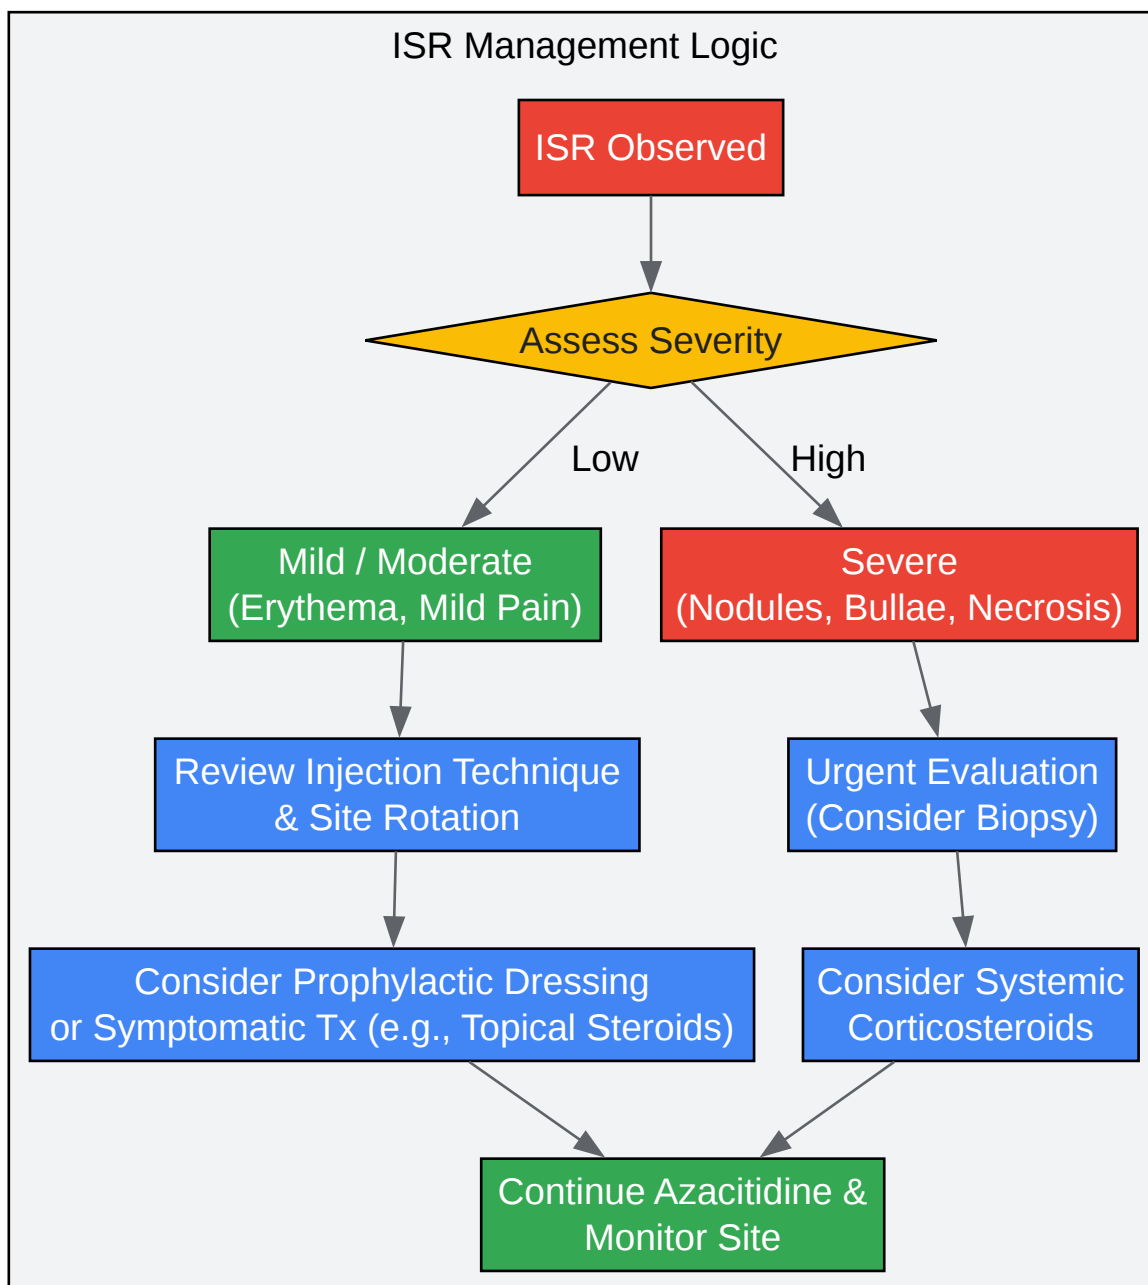 ISR Management Logic
ISR Observed
Assess Severity
Low
High
Mild / Moderate
(Erythema, Mild Pain)
Severe
(Nodules, Bullae, Necrosis)
Review Injection Technique
& Site Rotation
Urgent Evaluation
(Consider Biopsy)
Consider Prophylactic Dressing
or Symptomatic Tx (e.g., Topical Steroids)
Consider Systemic
Corticosteroids
Continue Azacitidine &
Monitor Site